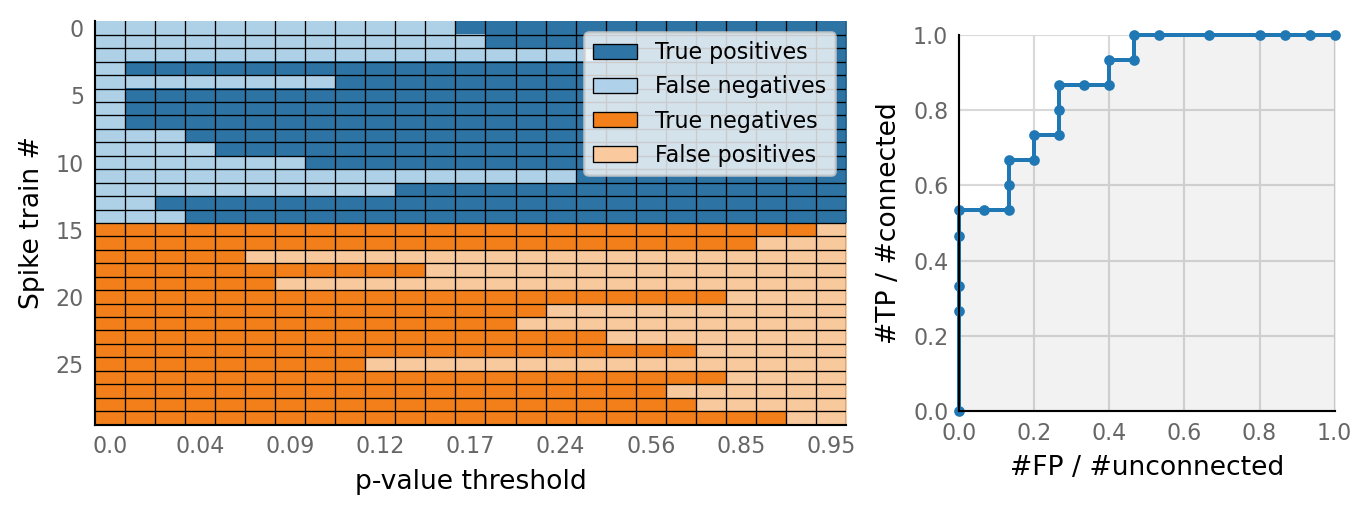 0
5
10
15
20
25
Spike train #
0.0 0.04 0.09 0.12 0.17 0.24 0.56 0.85 0.95
p-value threshold
True positives
False negatives
True negatives
False positives
1.0
0.8
0.6
0.4
0.2
0.0
#TP / #connected
0.0 0.2 0.4 0.6 0.8 1.0
#FP / #unconnected